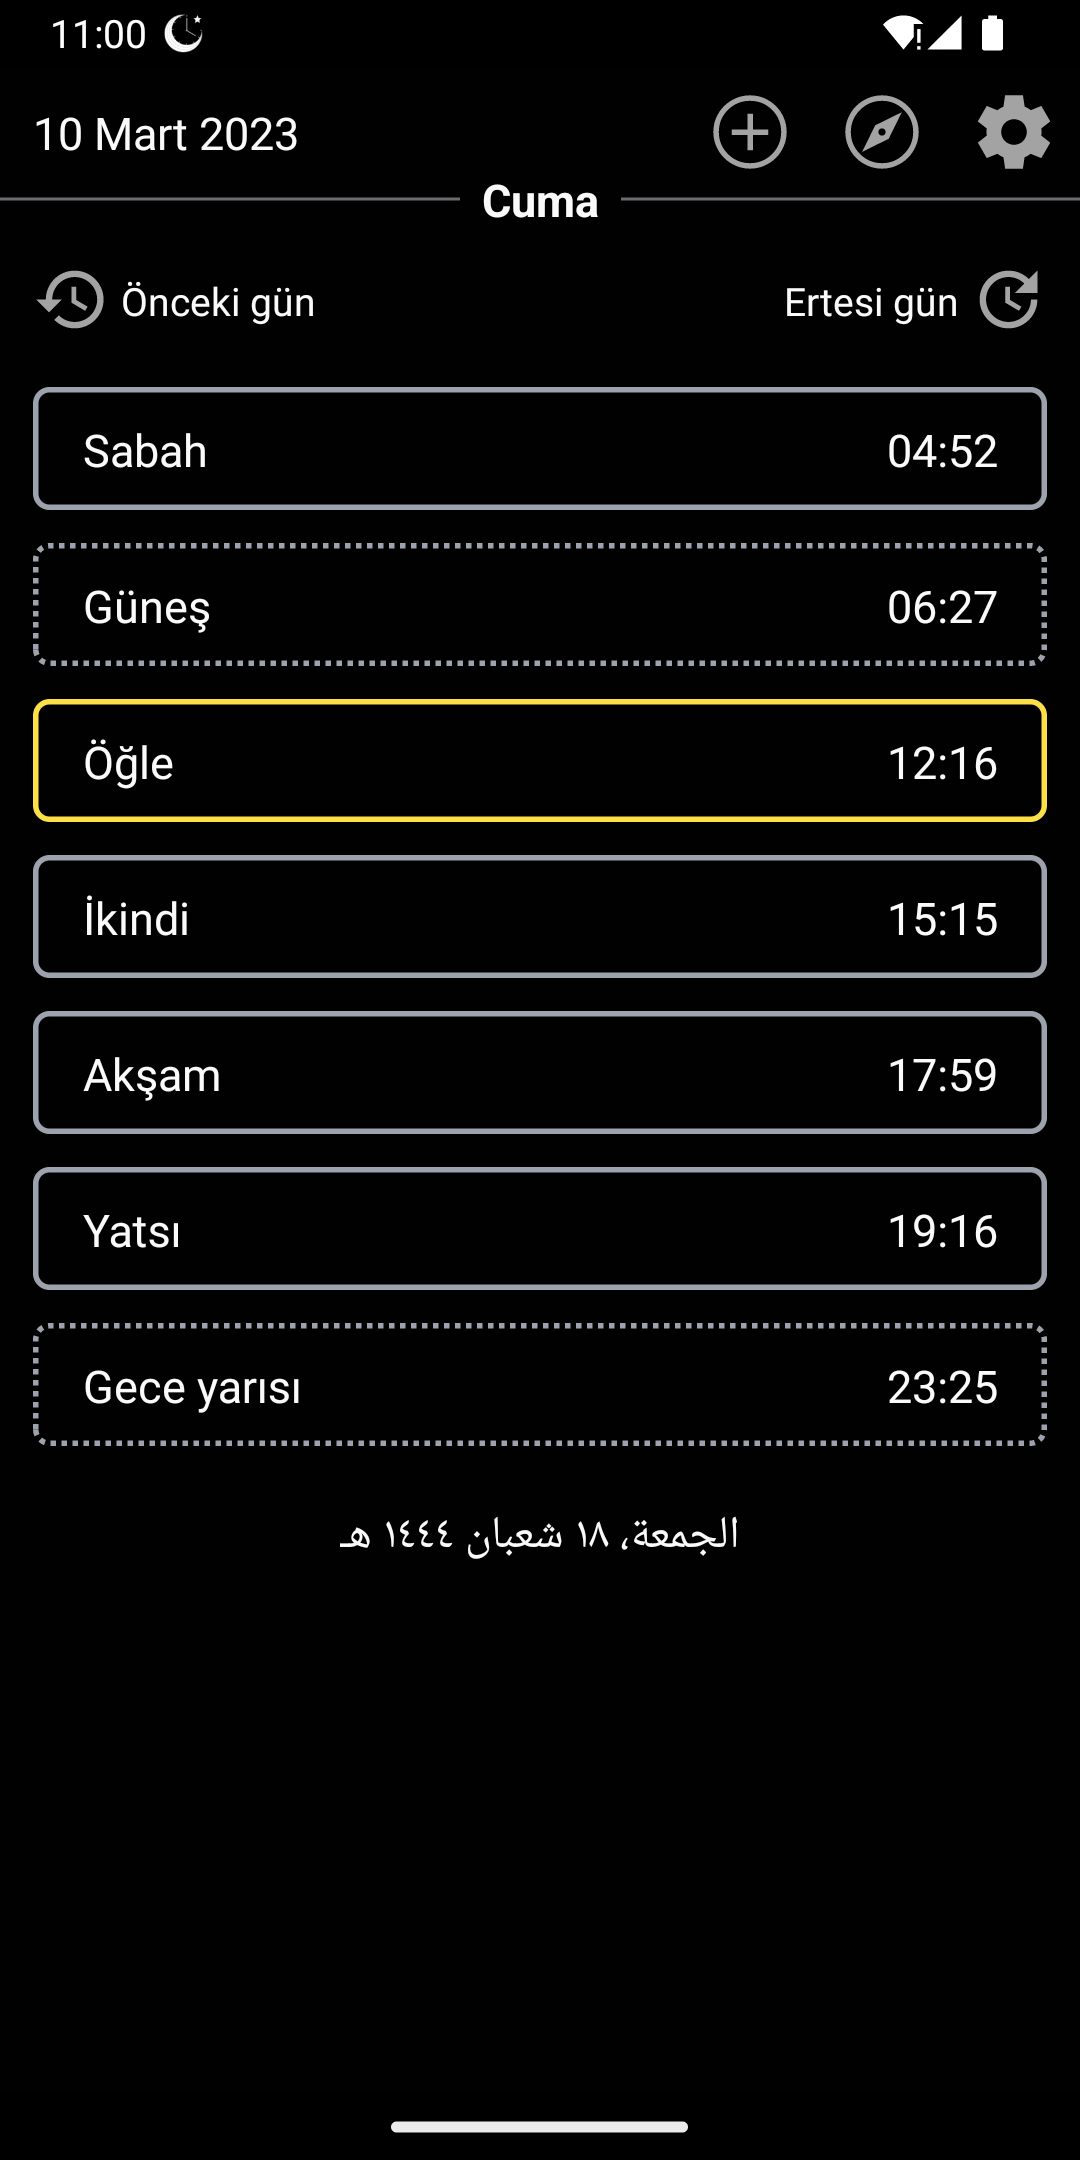 11:00
10 Mart 2023
Cuma
Önceki gün
Ertesi gün
Sabah 04:52
Güneş 06:27
Öğle 12:16
İkindi 15:15
Akşam 17:59
Yatsı 19:16
Gece yarısı 23:25
الجمعة، ١٨ شعبان ١٤٤٤ هـ